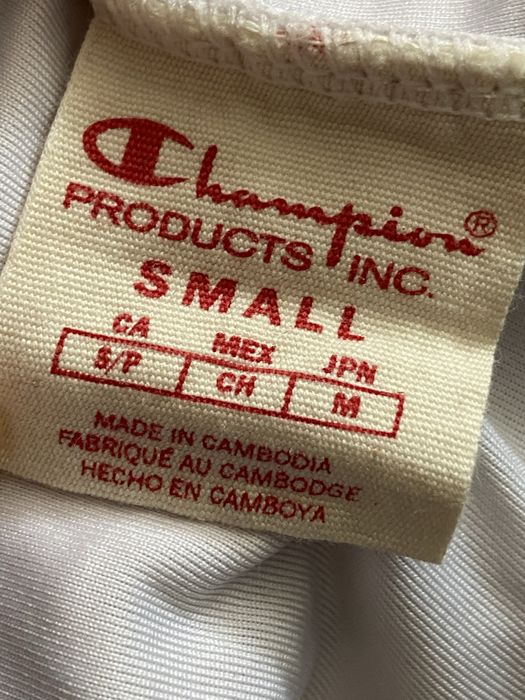 Champion®
PRODUCTS INC.
SMALL
CA MEX JPN
S/P CH M
MADE IN CAMBODIA
FABRIQUÉ AU CAMBODGE
HECHO EN CAMBOYA